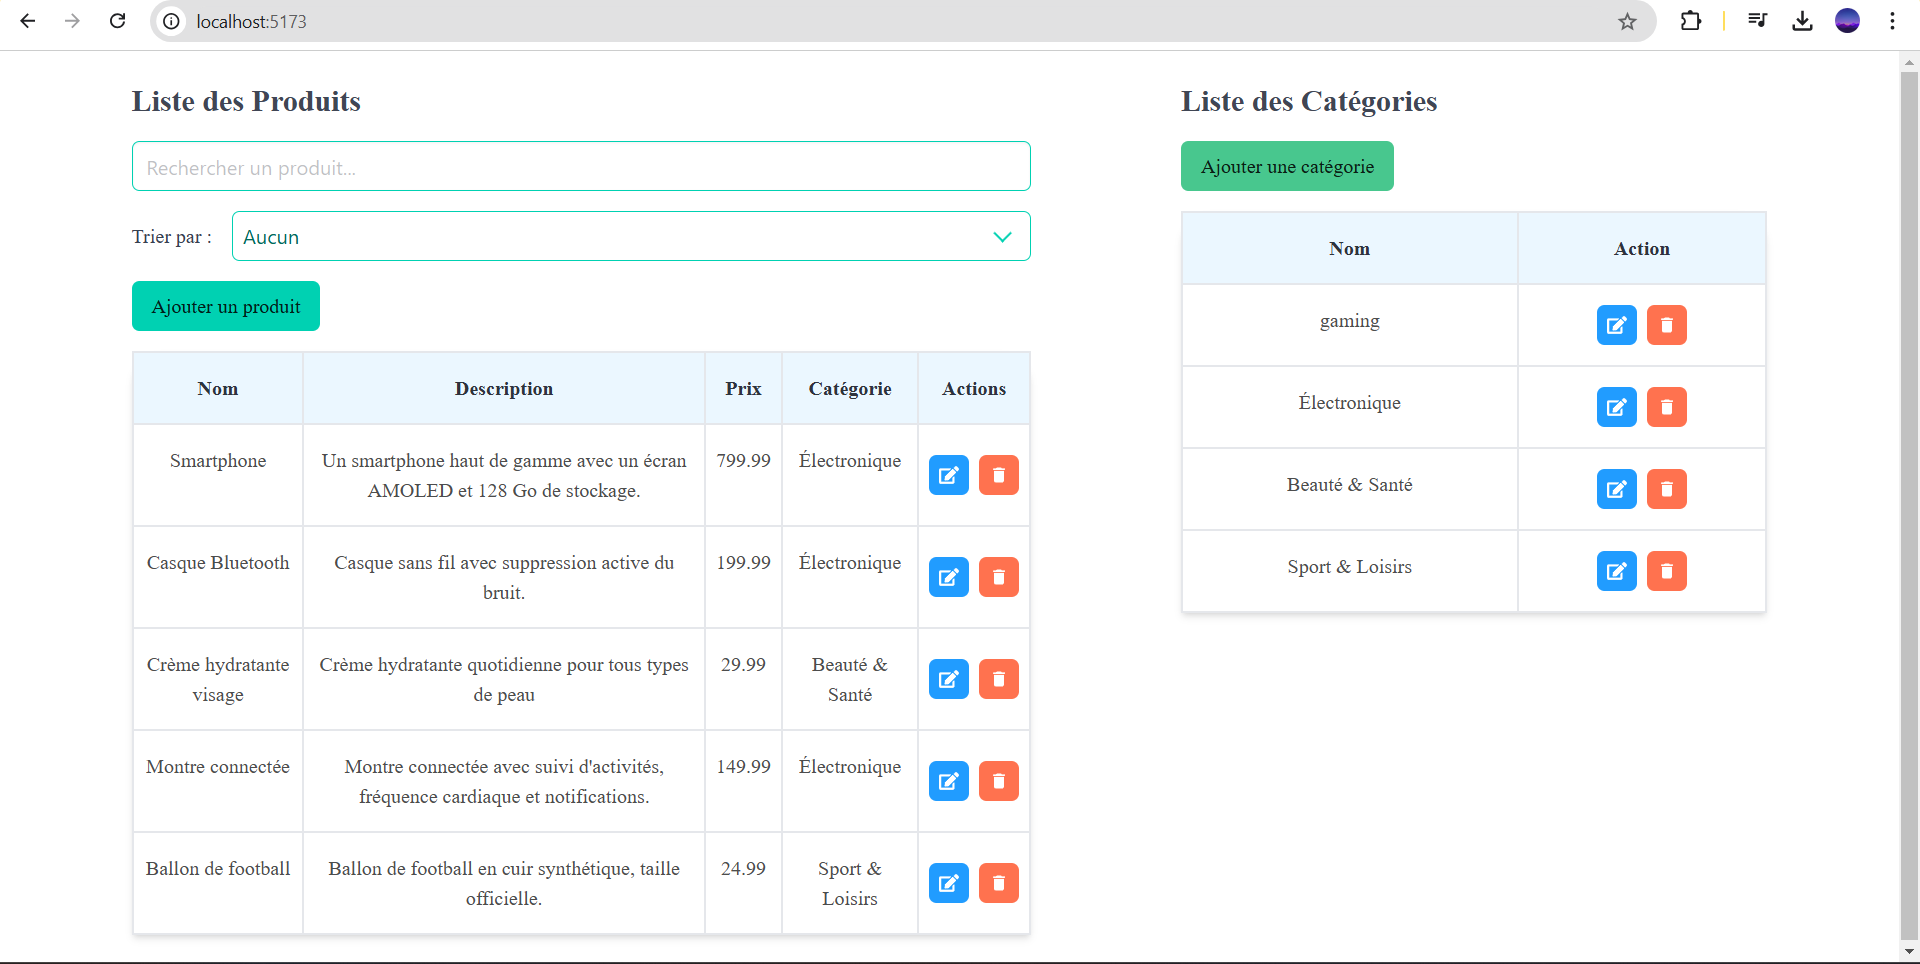 localhost:5173
Liste des Produits
Rechercher un produit...
Trier par :
Aucun
Ajouter un produit
Nom Description Prix Catégorie Actions
Smartphone Un smartphone haut de gamme avec un écran 799.99 Électronique
AMOLED et 128 Go de stockage.
Casque Bluetooth Casque sans fil avec suppression active du 199.99 Électronique
bruit.
Crème hydratante Crème hydratante quotidienne pour tous types 29.99 Beauté &
visage de peau Santé
Montre connectée Montre connectée avec suivi d'activités, 149.99 Électronique
fréquence cardiaque et notifications.
Ballon de football Ballon de football en cuir synthétique, taille 24.99 Sport &
officielle. Loisirs
Liste des Catégories
Ajouter une catégorie
Nom Action
gaming
Électronique
Beauté & Santé
Sport & Loisirs